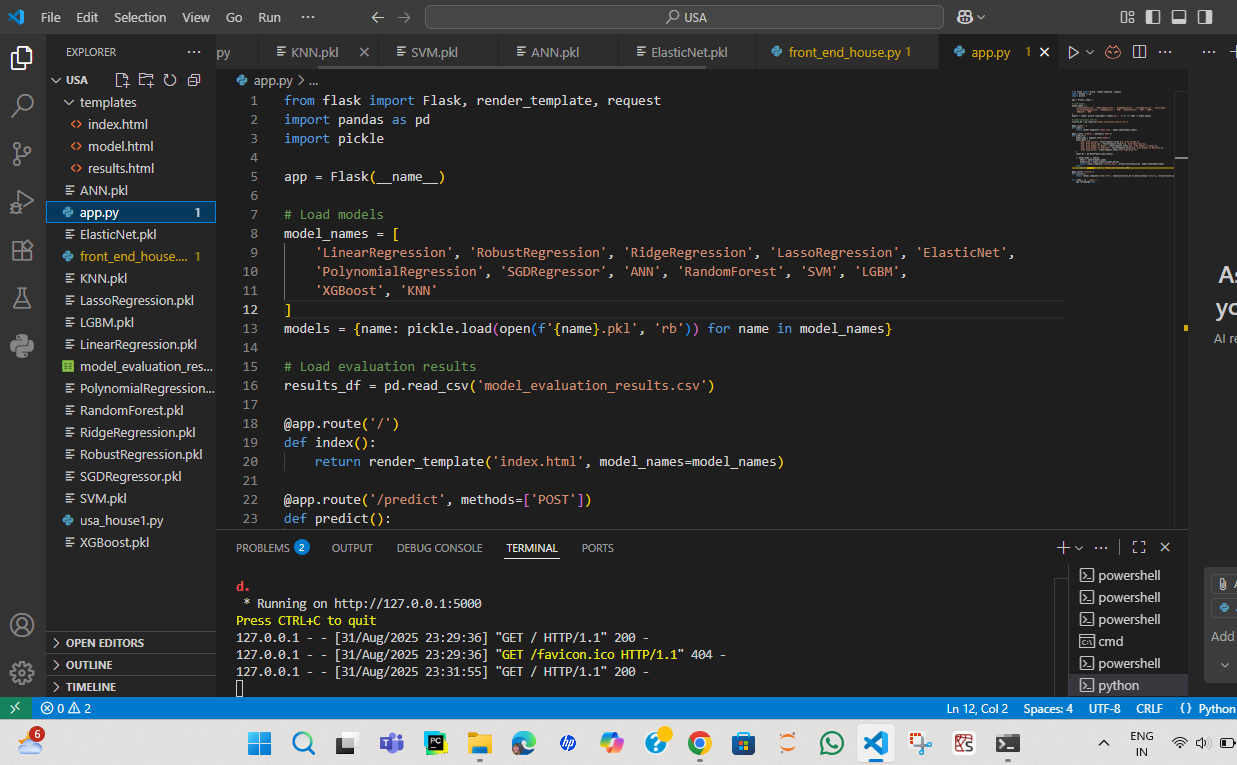 File Edit Selection View Go Run ··· USA
EXPLORER ···
USA
templates
index.html
model.html
results.html
ANN.pkl
app.py 1
ElasticNet.pkl
front_end_house.... 1
KNN.pkl
LassoRegression.pkl
LGBM.pkl
LinearRegression.pkl
model_evaluation_res...
PolynomialRegression...
RandomForest.pkl
RidgeRegression.pkl
RobustRegression.pkl
SGDRegressor.pkl
SVM.pkl
usa_house1.py
XGBoost.pkl
OPEN EDITORS
OUTLINE
TIMELINE
py KNN.pkl SVM.pkl ANN.pkl ElasticNet.pkl front_end_house.py 1 app.py 1
app.py > ...
1 from flask import Flask, render_template, request
2 import pandas as pd
3 import pickle
4
5 app = Flask(__name__)
6
7 # Load models
8 model_names = [
9 'LinearRegression', 'RobustRegression', 'RidgeRegression', 'LassoRegression', 'ElasticNet',
10 'PolynomialRegression', 'SGDRegressor', 'ANN', 'RandomForest', 'SVM', 'LGBM',
11 'XGBoost', 'KNN'
12 ]
13 models = {name: pickle.load(open(f'{name}.pkl', 'rb')) for name in model_names}
14
15 # Load evaluation results
16 results_df = pd.read_csv('model_evaluation_results.csv')
17
18 @app.route('/')
19 def index():
20 return render_template('index.html', model_names=model_names)
21
22 @app.route('/predict', methods=['POST'])
23 def predict():
PROBLEMS 2 OUTPUT DEBUG CONSOLE TERMINAL PORTS
d.
* Running on http://127.0.0.1:5000
Press CTRL+C to quit
127.0.0.1 - - [31/Aug/2025 23:29:36] "GET / HTTP/1.1" 200 -
127.0.0.1 - - [31/Aug/2025 23:29:36] "GET /favicon.ico HTTP/1.1" 404 -
127.0.0.1 - - [31/Aug/2025 23:31:55] "GET / HTTP/1.1" 200 -
powershell
powershell
powershell
cmd
powershell
python
As
yo
AI re
Add
0 2 Ln 12, Col 2 Spaces: 4 UTF-8 CRLF {} Python
6
ENG
IN